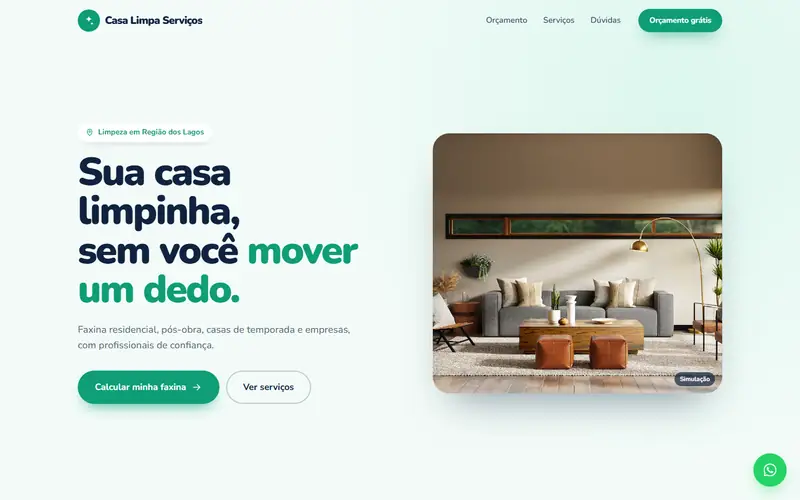 Casa Limpa Serviços
Orçamento
Serviços
Dúvidas
Orçamento grátis
Limpeza em Região dos Lagos
Sua casa
limpinha,
sem você mover
um dedo.
Faxina residencial, pós-obra, casas de temporada e empresas,
com profissionais de confiança.
Calcular minha faxina →
Ver serviços
Simulação